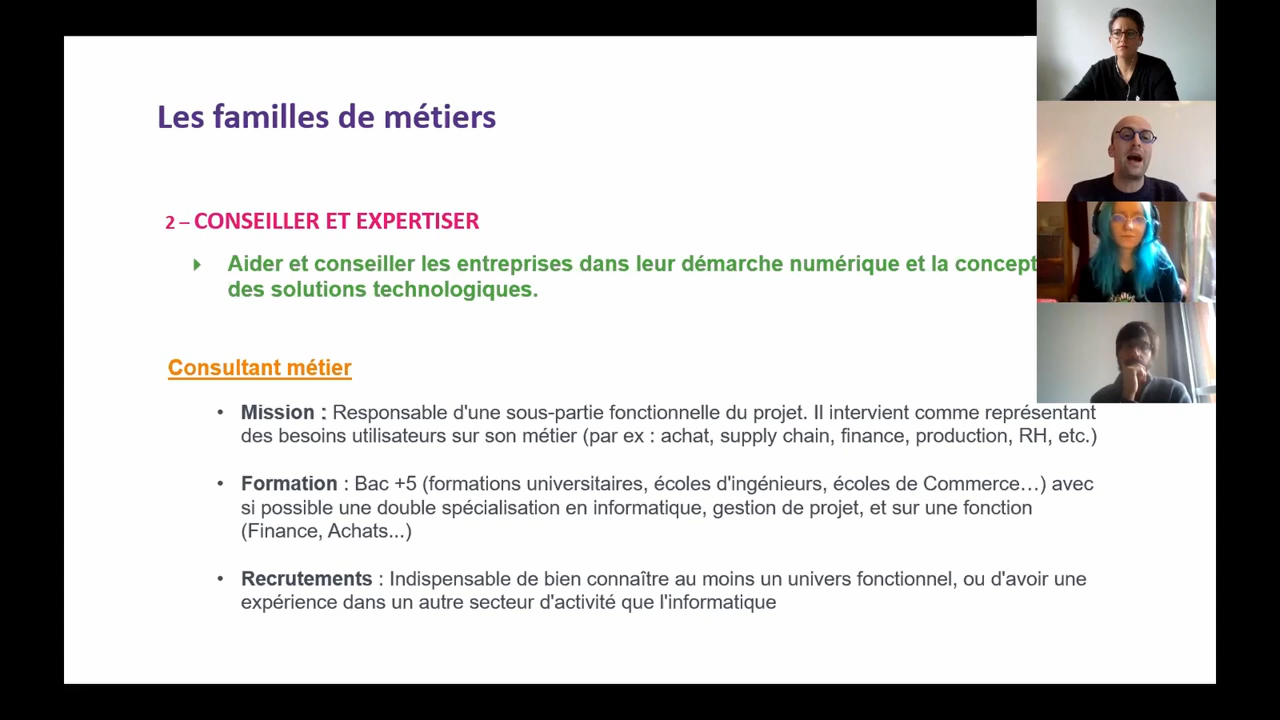 Les familles de métiers
2 – CONSEILLER ET EXPERTISER
Aider et conseiller les entreprises dans leur démarche numérique et la concept
des solutions technologiques.
Consultant métier
• Mission : Responsable d'une sous-partie fonctionnelle du projet. Il intervient comme représentant
des besoins utilisateurs sur son métier (par ex : achat, supply chain, finance, production, RH, etc.)
• Formation : Bac +5 (formations universitaires, écoles d'ingénieurs, écoles de Commerce…) avec
si possible une double spécialisation en informatique, gestion de projet, et sur une fonction
(Finance, Achats...)
• Recrutements : Indispensable de bien connaître au moins un univers fonctionnel, ou d'avoir une
expérience dans un autre secteur d'activité que l'informatique